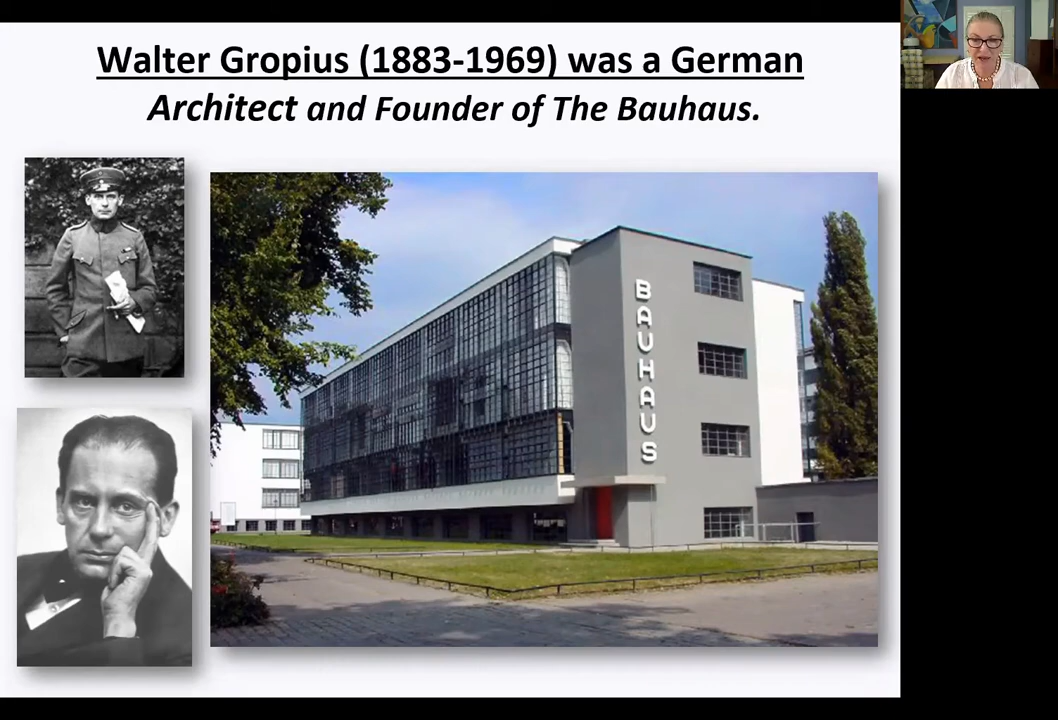 Walter Gropius (1883-1969) was a German
Architect and Founder of The Bauhaus.
BAUHAUS